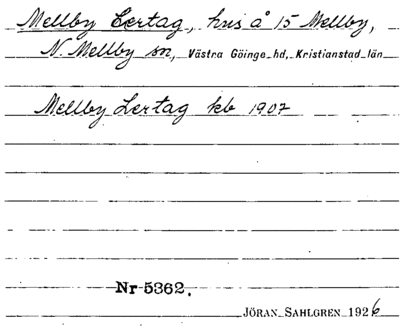 Mellby Lertag, hus å 15 Mellby,
N. Mellby sn, Västra Göinge hd, Kristianstad län
Mellby Lertag kb 1907
Nr 5362.
JÖRAN SAHLGREN 1926